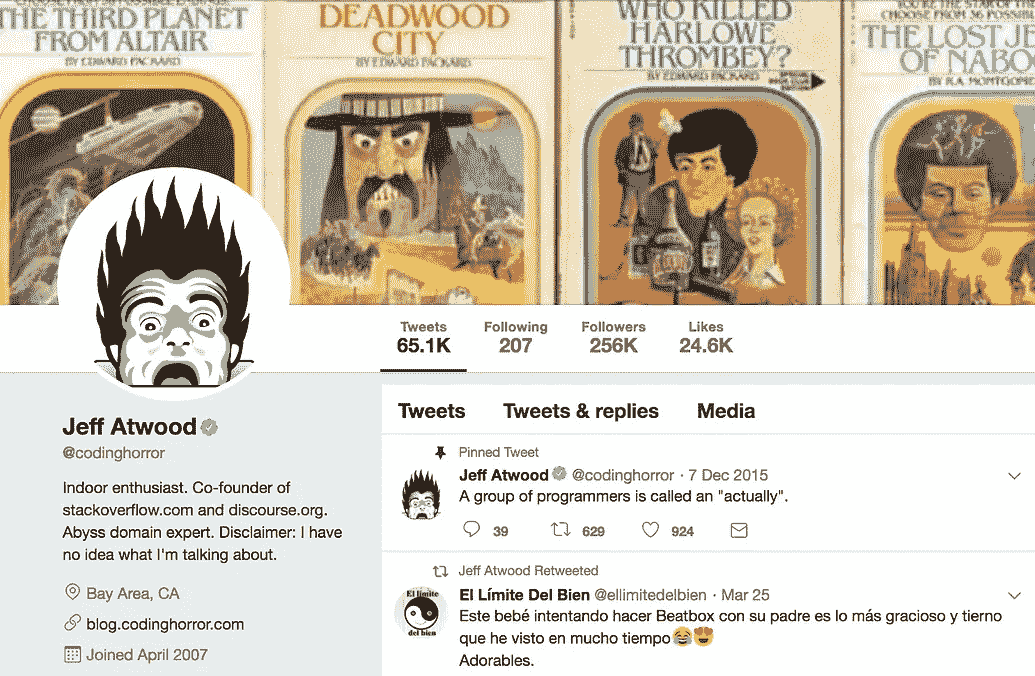 THE THIRD PLANET
FROM ALTAIR
BY EDWARD PACKARD
DEADWOOD
CITY
BY EDWARD PACKARD
WHO KILLED
HARLOWE
THROMBEY?
BY EDWARD PACKARD
YOU'RE THE STAR OF THE
CHOOSE FROM 36 POSSIBL
THE LOST JE
OF NABO
BY R.A. MONTGOME
Tweets
65.1K
Following
207
Followers
256K
Likes
24.6K
Jeff Atwood
@codinghorror
Indoor enthusiast. Co-founder of
stackoverflow.com and discourse.org.
Abyss domain expert. Disclaimer: I have
no idea what I'm talking about.
Bay Area, CA
blog.codinghorror.com
Joined April 2007
Tweets Tweets & replies Media
Pinned Tweet
Jeff Atwood @codinghorror · 7 Dec 2015
A group of programmers is called an "actually".
39 629 924
Jeff Atwood Retweeted
El límite
del bien
El Límite Del Bien @ellimitedelbien · Mar 25
Este bebé intentando hacer Beatbox con su padre es lo más gracioso y tierno
que he visto en mucho tiempo😂😍
Adorables.